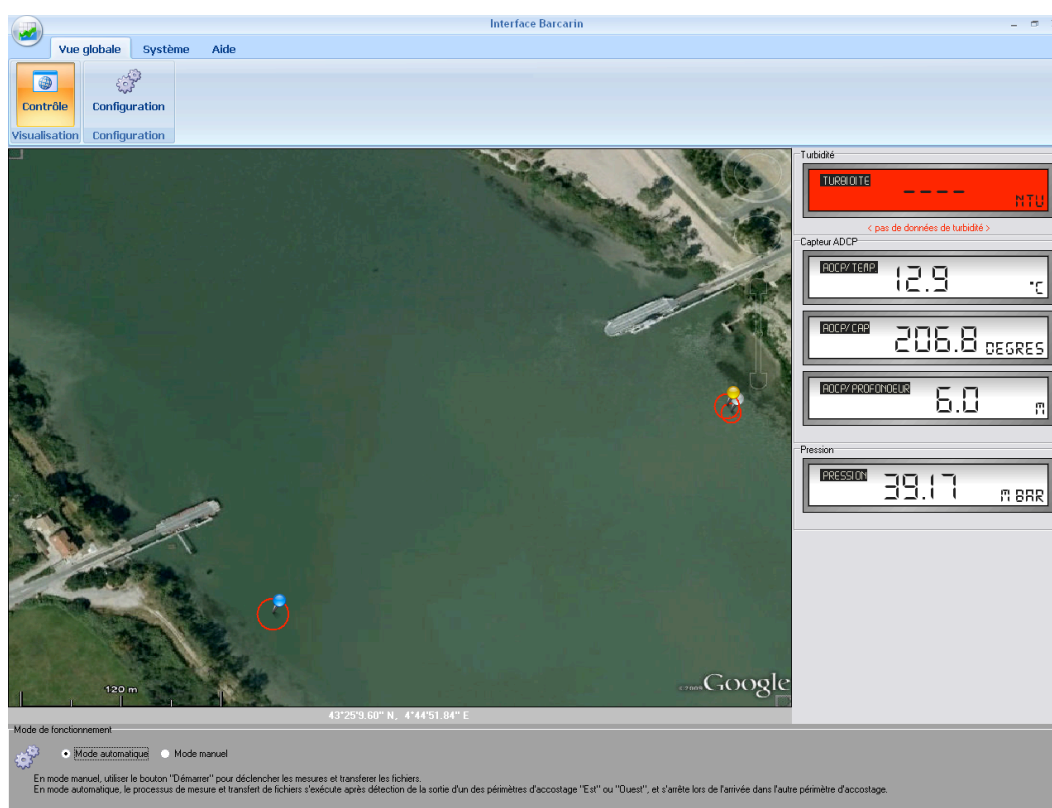 Interface Barcarin
Vue globale Système Aide
Contrôle Configuration
Visualisation Configuration
Turbidité
TURBIDITE
----
NTU
< pas de données de turbidité >
Capteur ADCP
ADCP/TEMP.
12.9 °C
ADCP/CAP
206.8 DEGRES
ADCP/PROFONDEUR
6.0 m
Pression
PRESSION
39.17 m BAR
120 m
©2009 Google
43°25'9.60" N, 4°44'51.84" E
Mode de fonctionnement
Mode automatique Mode manuel
En mode manuel, utiliser le bouton "Démarrer" pour déclencher les mesures et transferer les fichiers.
En mode automatique, le processus de mesure et transfert de fichiers s'exécute après détection de la sortie d'un des périmètres d'accostage "Est" ou "Ouest", et s'arrête lors de l'arrivée dans l'autre périmètre d'accostage.